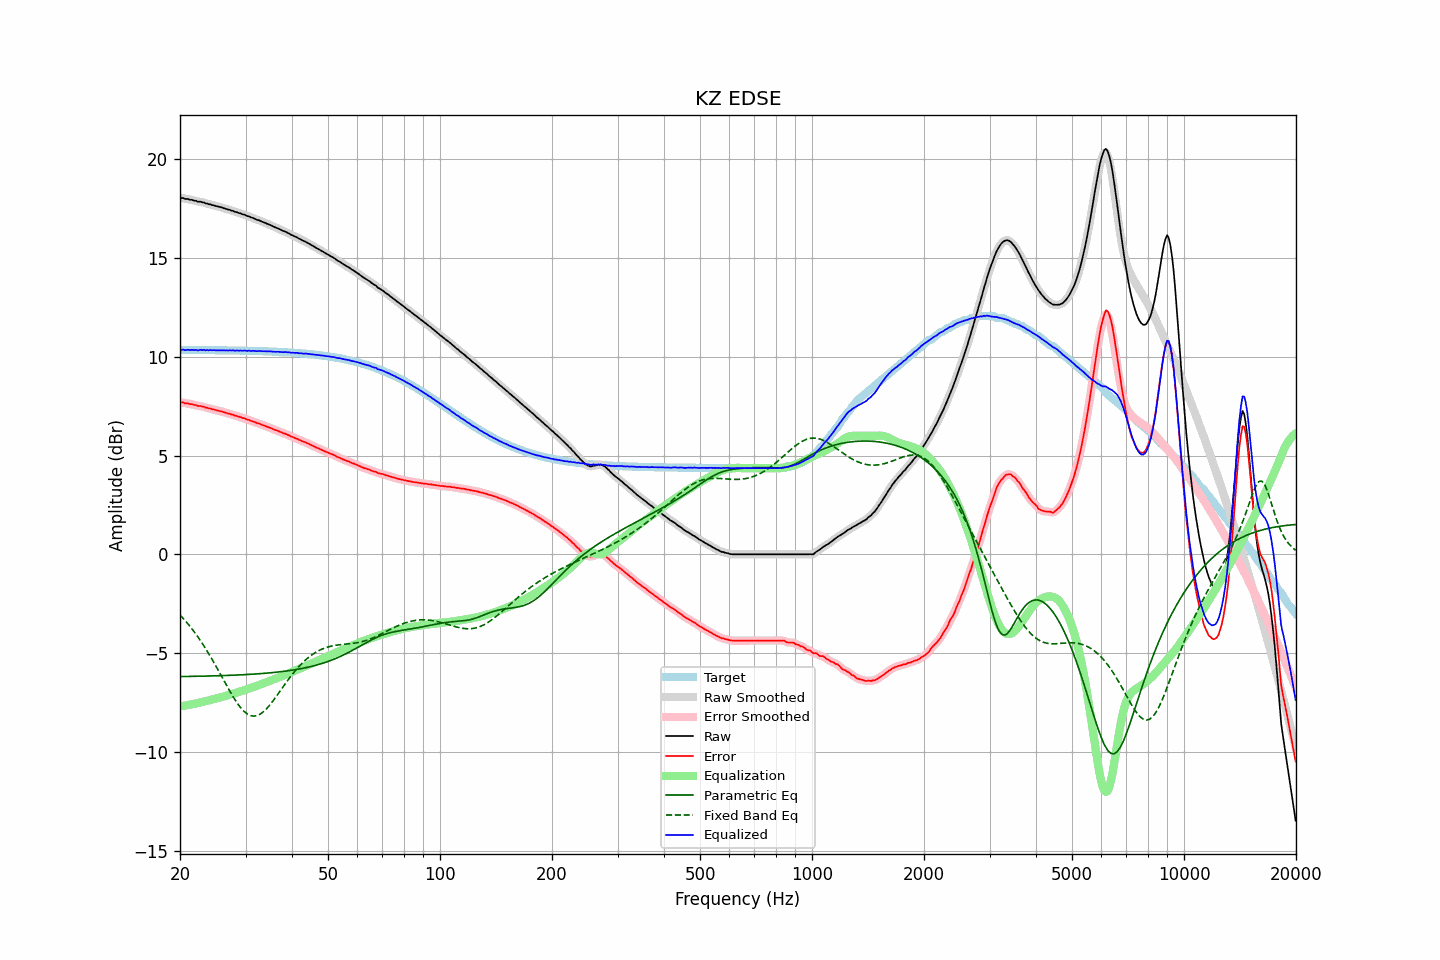 KZ EDSE
Amplitude (dBr)
20
15
10
5
0
−5
−10
−15
Target
Raw Smoothed
Error Smoothed
Raw
Error
Equalization
Parametric Eq
Fixed Band Eq
Equalized
20 50 100 200 500 1000 2000 5000 10000 20000
Frequency (Hz)